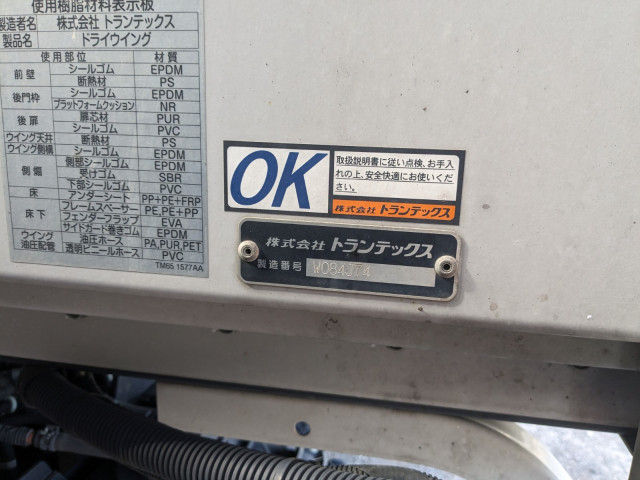 使用樹脂材料表示板
製造者名 株式会社 トランテックス
製品名 ドライウイング
使用部位 材質
前壁 シールゴム EPDM
断熱材 PS
後門枠 シールゴム EPDM
プラットフォームクッション NR
後扉 扉芯材 PUR
シールゴム PVC
ウイング天井 断熱材 PS
ウイング側横 シールゴム EPDM
側煽 側部シールゴム EPDM
受けゴム SBR
下部シールゴム PVC
床 アンダーシート PP+PE+FRP
床下 フレームスペーサー PE,PE+PP
フェンダーフラップ EVA
サイドガード巻きゴム EPDM
ウイング油圧配管 油圧ホース PA,PUR,PET
透明ビニールホース PVC
TM65 1577AA
OK
取扱説明書に従い点検、お手入
れの上、安全快適にお使いくだ
さい。
株式会社 トランテックス
株式会社 トランテックス
製造番号 W084J74